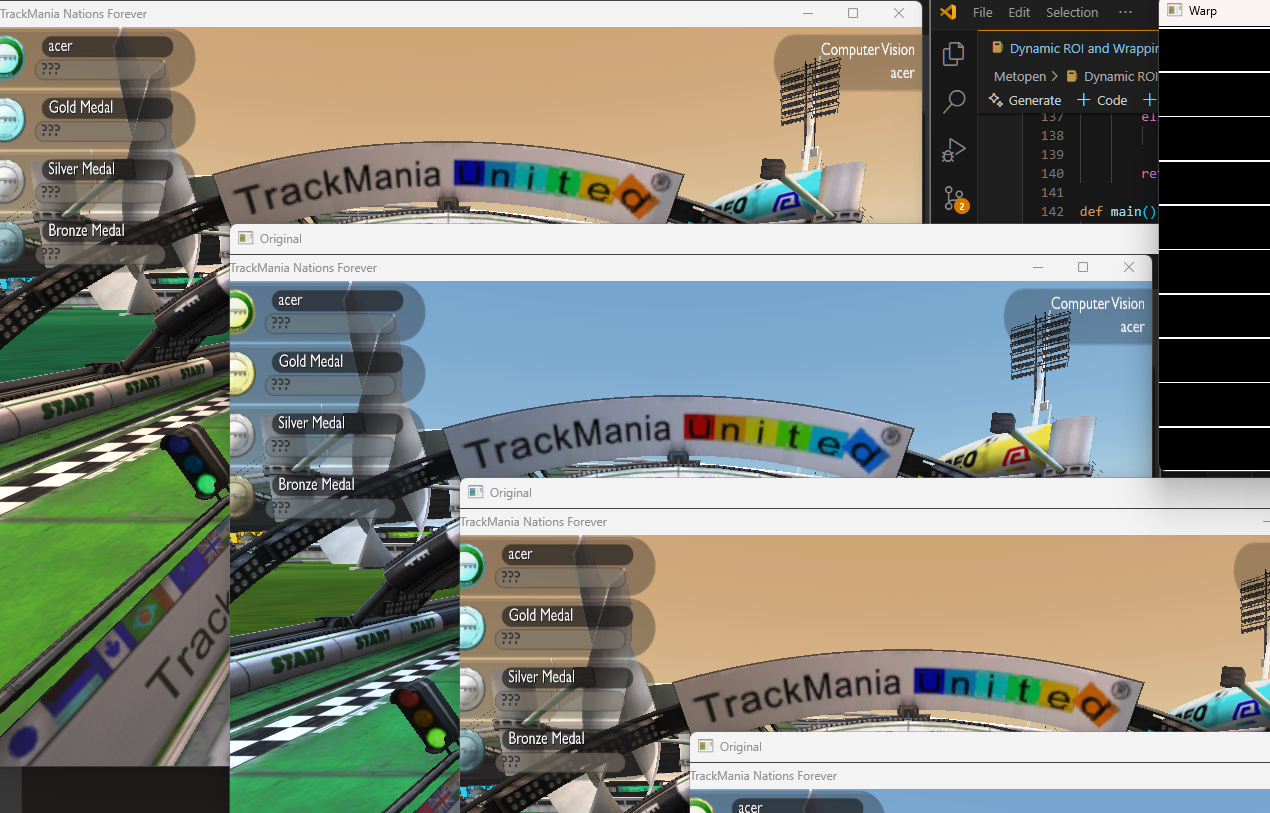 TrackMania Nations Forever
File Edit Selection ...
Warp
acer
???
Computer Vision
acer
Dynamic ROI and Wrappin
Metopen > Dynamic ROI
Generate + Code +
Gold Medal
???
137 el
138
139
140 re
141
142 def main()
Silver Medal
???
TrackMania United®
Bronze Medal
???
START START START
Original
TrackMania Nations Forever
acer
???
Computer Vision
acer
Gold Medal
???
Silver Medal
???
TrackMania United®
Bronze Medal
???
START START START
Original
TrackMania Nations Forever
acer
???
Gold Medal
???
Silver Medal
???
TrackMania United®
Bronze Medal
???
Original
TrackMania Nations Forever
acer
2
Track